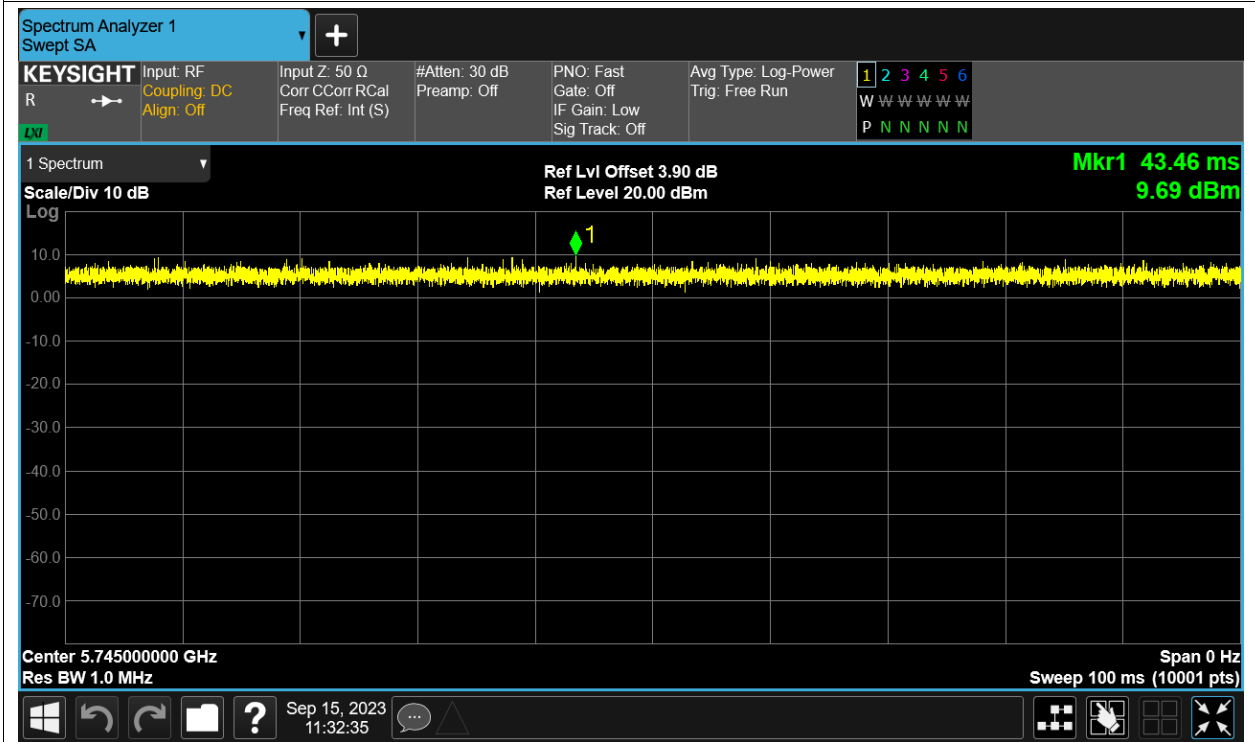 Spectrum Analyzer 1
Swept SA
+
KEYSIGHT
R
LXI
Input: RF
Coupling: DC
Align: Off
Input Z: 50 Ω
Corr CCorr RCal
Freq Ref: Int (S)
#Atten: 30 dB
Preamp: Off
PNO: Fast
Gate: Off
IF Gain: Low
Sig Track: Off
Avg Type: Log-Power
Trig: Free Run
1 2 3 4 5 6
W W W W W W
P N N N N N
1 Spectrum
Scale/Div 10 dB
Log
Ref Lvl Offset 3.90 dB
Ref Level 20.00 dBm
Mkr1 43.46 ms
9.69 dBm
1
10.0
0.00
-10.0
-20.0
-30.0
-40.0
-50.0
-60.0
-70.0
Center 5.745000000 GHz
Res BW 1.0 MHz
Span 0 Hz
Sweep 100 ms (10001 pts)
?
Sep 15, 2023
11:32:35